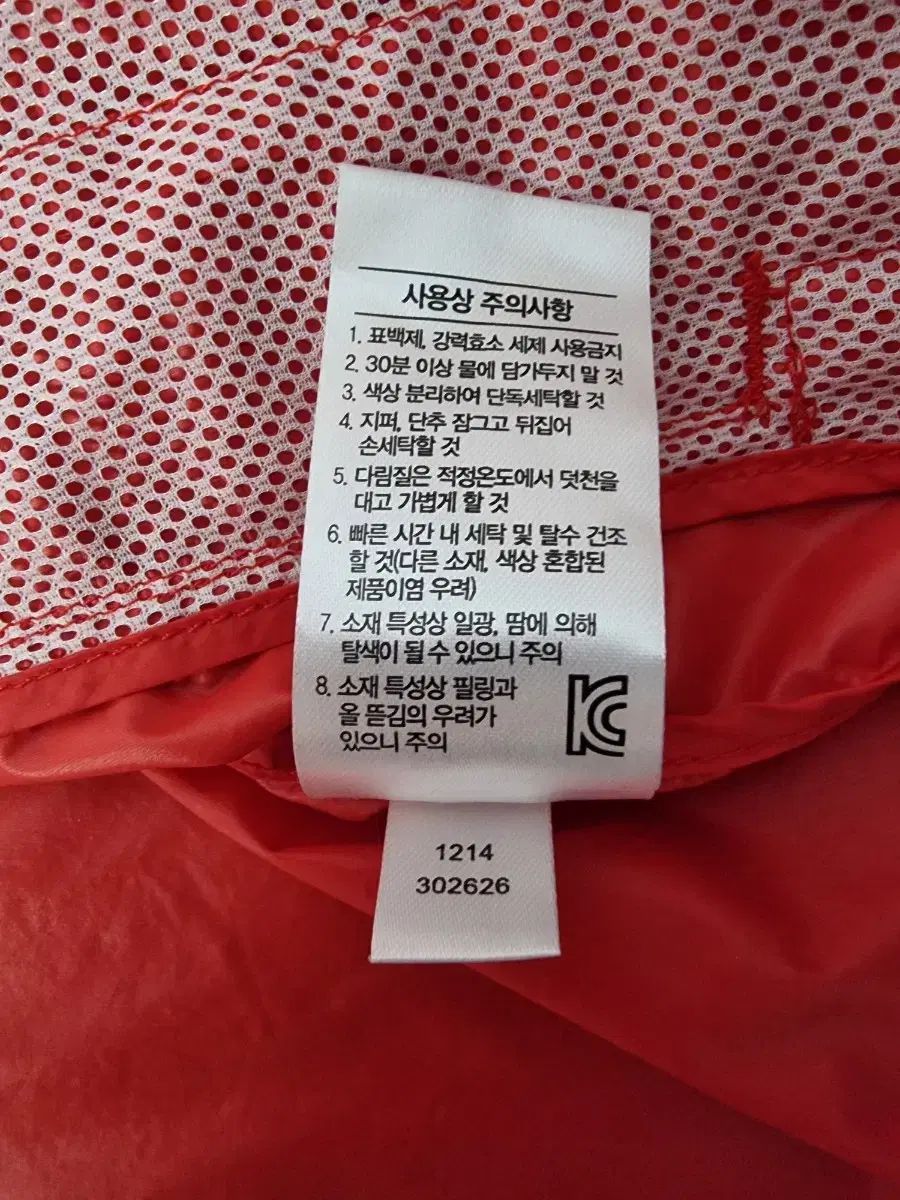 사용상 주의사항
1. 표백제, 강력효소 세제 사용금지
2. 30분 이상 물에 담가두지 말 것
3. 색상 분리하여 단독세탁할 것
4. 지퍼, 단추 잠그고 뒤집어
손세탁할 것
5. 다림질은 적정온도에서 덧천을
대고 가볍게 할 것
6. 빠른 시간 내 세탁 및 탈수 건조
할 것(다른 소재, 색상 혼합된
제품이염 우려)
7. 소재 특성상 일광, 땀에 의해
탈색이 될 수 있으니 주의
8. 소재 특성상 필링과
올 뜯김의 우려가
있으니 주의
KC
1214
302626